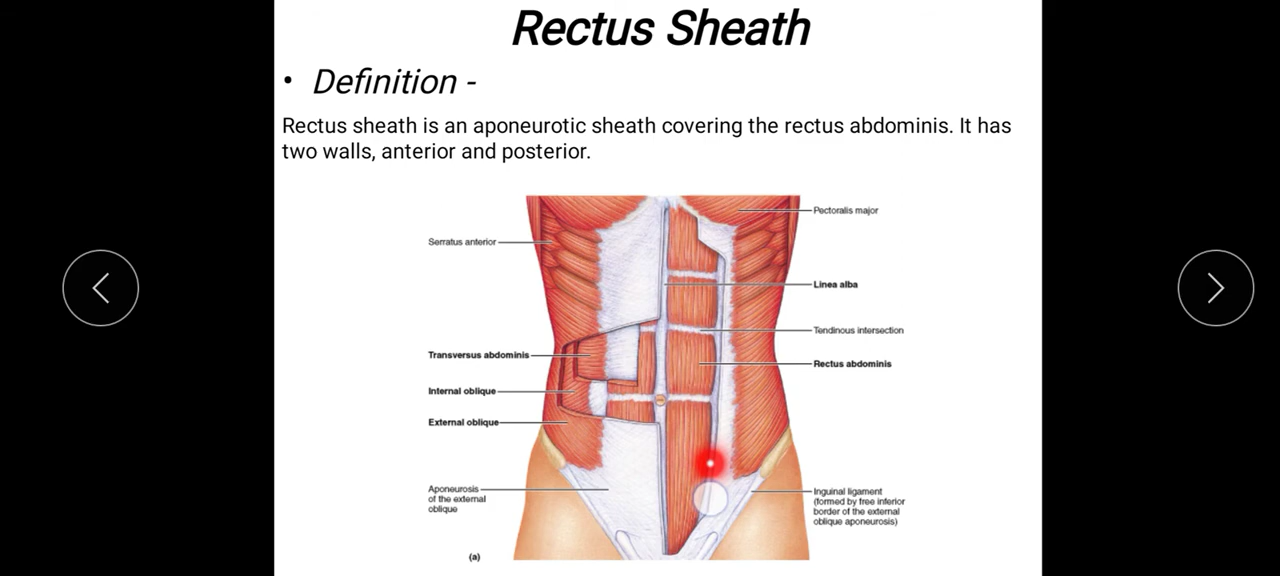 Rectus Sheath
• Definition -
Rectus sheath is an aponeurotic sheath covering the rectus abdominis. It has
two walls, anterior and posterior.
Pectoralis major
Serratus anterior
Linea alba
Tendinous intersection
Transversus abdominis
Rectus abdominis
Internal oblique
External oblique
Aponeurosis
of the external
oblique
Inguinal ligament
(formed by free inferior
border of the external
oblique aponeurosis)
(a)